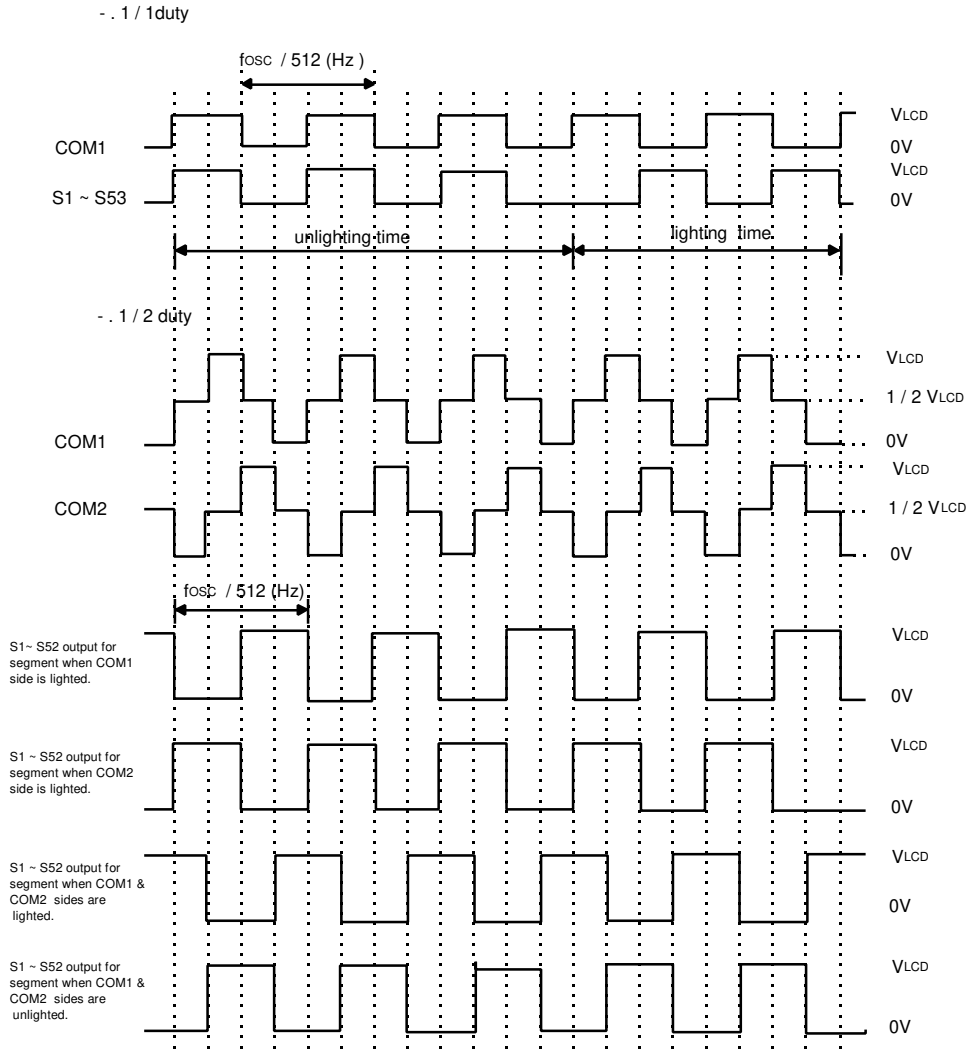 - . 1 / 1duty
fosc / 512 (Hz )
VLCD
COM1
0V
VLCD
S1 ~ S53
0V
unlighting time
lighting time
- . 1 / 2 duty
VLCD
1 / 2 VLCD
COM1
0V
VLCD
COM2
1 / 2 VLCD
0V
fosc / 512 (Hz)
S1~ S52 output for
segment when COM1
side is lighted.
VLCD
0V
S1 ~ S52 output for
segment when COM2
side is lighted.
VLCD
0V
S1 ~ S52 output for
segment when COM1 &
COM2 sides are
lighted.
VLCD
0V
S1 ~ S52 output for
segment when COM1 &
COM2 sides are
unlighted.
VLCD
0V